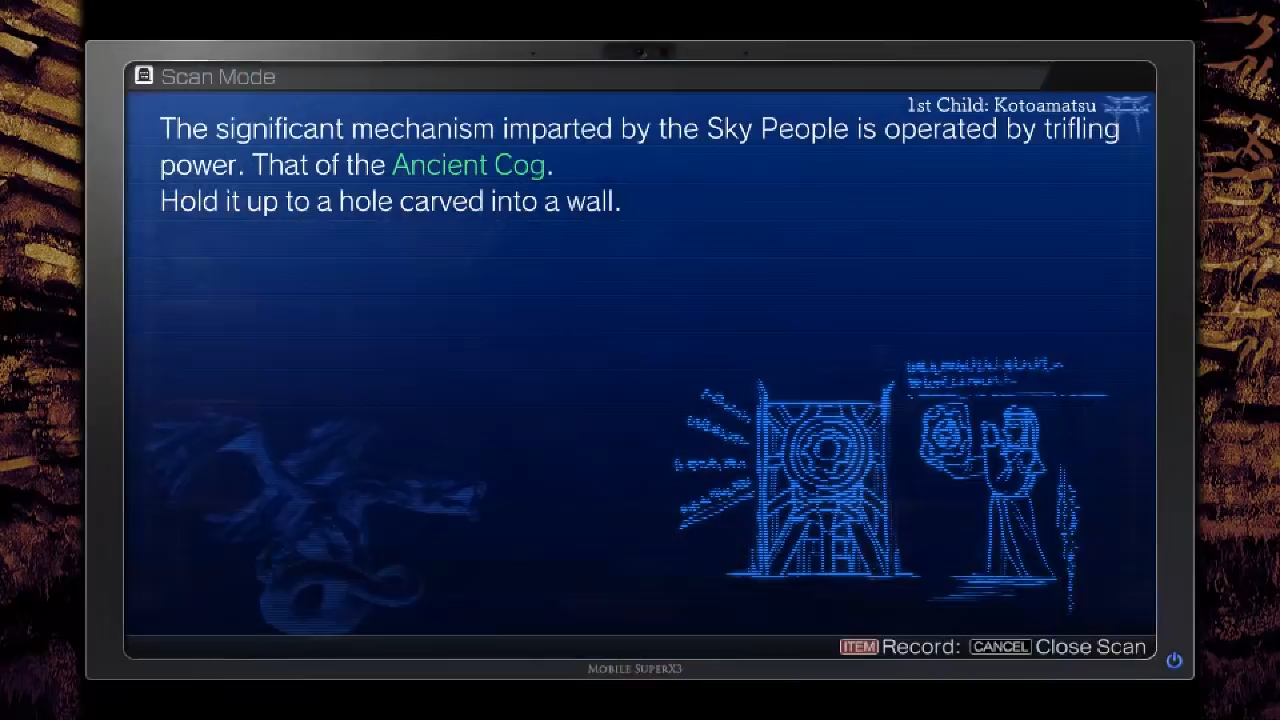 Scan Mode
1st Child: Kotoamatsu
The significant mechanism imparted by the Sky People is operated by trifling
power. That of the Ancient Cog.
Hold it up to a hole carved into a wall.
ITEM Record: CANCEL Close Scan
Mobile SuperX3